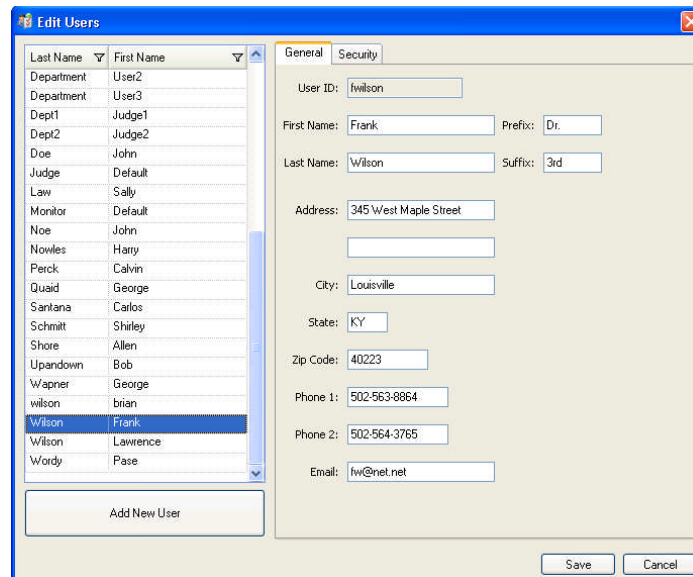 Edit Users
Last Name First Name
Department User2
Department User3
Dept1 Judge1
Dept2 Judge2
Doe John
Judge Default
Law Sally
Monitor Default
Noe John
Nowles Harry
Perck Calvin
Quaid George
Santana Carlos
Schmitt Shirley
Shore Allen
Upandown Bob
Wapner George
wilson brian
Wilson Frank
Wilson Lawrence
Wordy Pase
Add New User
General Security
User ID: fwilson
First Name: Frank Prefix: Dr.
Last Name: Wilson Suffix: 3rd
Address: 345 West Maple Street
City: Louisville
State: KY
Zip Code: 40223
Phone 1: 502-563-8864
Phone 2: 502-564-3765
Email: fw@net.net
Save Cancel